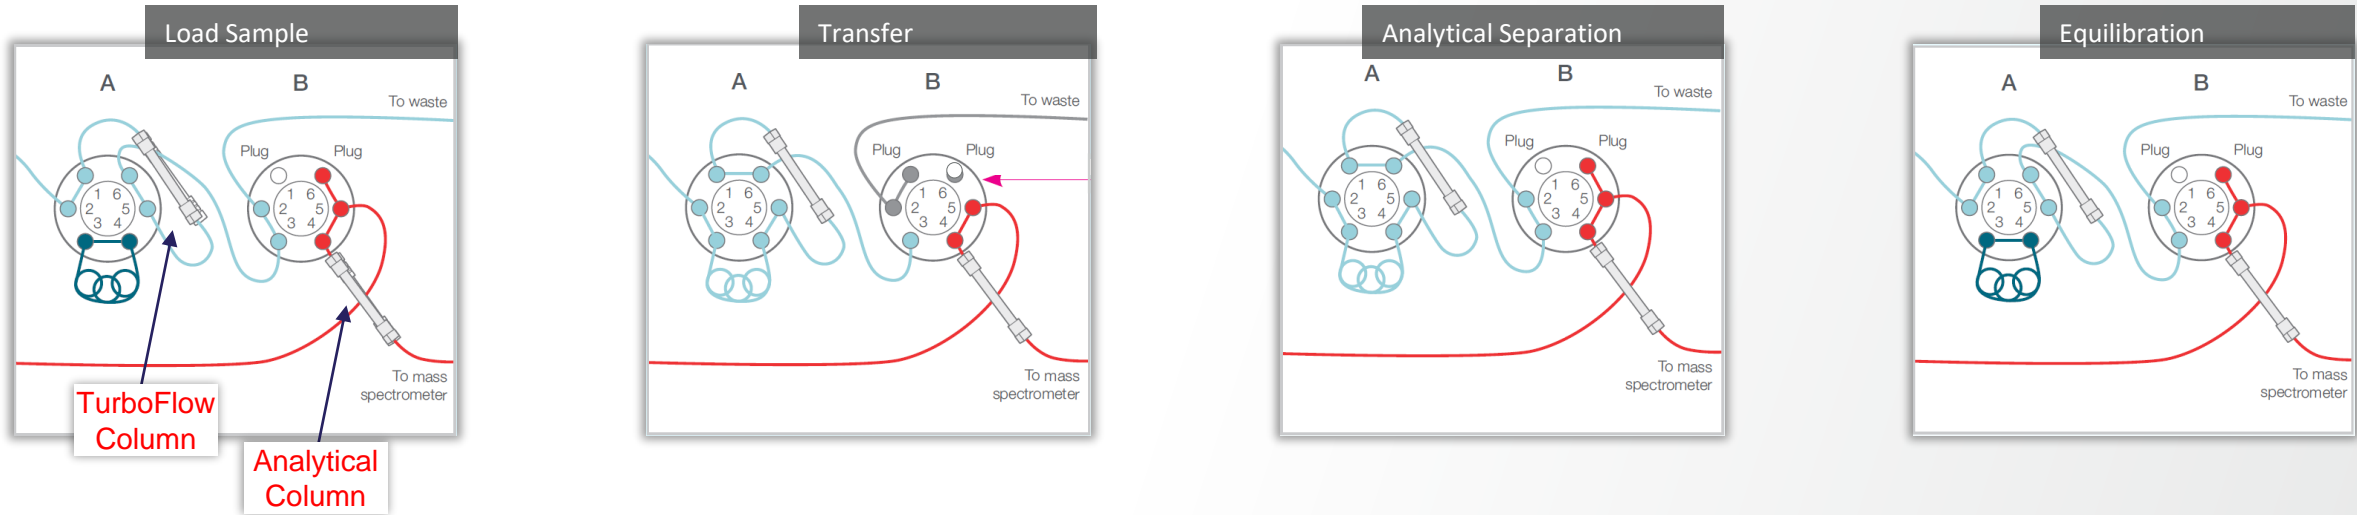 Load Sample
A
B
To waste
Plug
Plug
1 6
2 5
3 4
1 6
2 5
3 4
To mass
spectrometer
TurboFlow
Column
Analytical
Column
Transfer
A
B
To waste
Plug
Plug
1 6
2 5
3 4
1 6
2 5
3 4
To mass
spectrometer
Analytical Separation
A
B
To waste
Plug
Plug
1 6
2 5
3 4
1 6
2 5
3 4
To mass
spectrometer
Equilibration
A
B
To waste
Plug
Plug
1 6
2 5
3 4
1 6
2 5
3 4
To mass
spectrometer